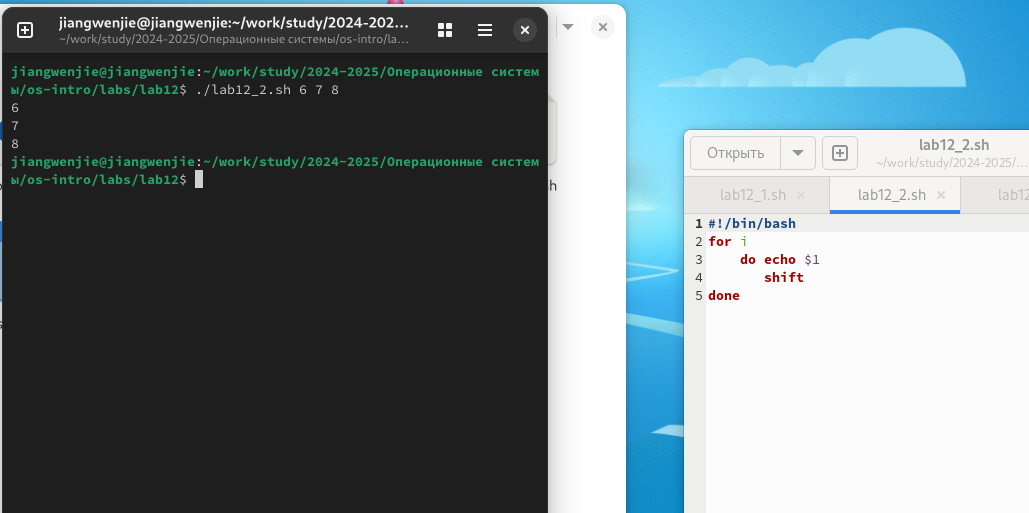 jiangwenjie@jiangwenjie:~/work/study/2024-202...
~/work/study/2024-2025/Операционные системы/os-intro/la...
jiangwenjie@jiangwenjie:~/work/study/2024-2025/Операционные систем
ы/os-intro/labs/lab12$ ./lab12_2.sh 6 7 8
6
7
8
jiangwenjie@jiangwenjie:~/work/study/2024-2025/Операционные систем
ы/os-intro/labs/lab12$
Открыть
lab12_2.sh
~/work/study/2024-2025/...
lab12_1.sh
lab12_2.sh
lab12
1 #!/bin/bash
2 for i
3     do echo $1
4        shift
5 done